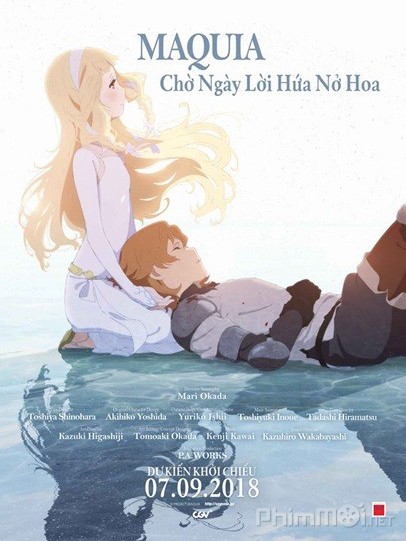 MAQUIA
Chờ Ngày Lời Hứa Nở Hoa
Mari Okada
Toshiya Shinohara Akihiko Yoshida Yuriko Ishii Toshiyuki Inoue Tadashi Hiramatsu
Kazuki Higashiji Tomoaki Okada Kenji Kawai Kazuhiro Wakabayashi
P.A.WORKS
DỰ KIẾN KHỞI CHIẾU
07.09.2018
CGV
PhimMoi.net